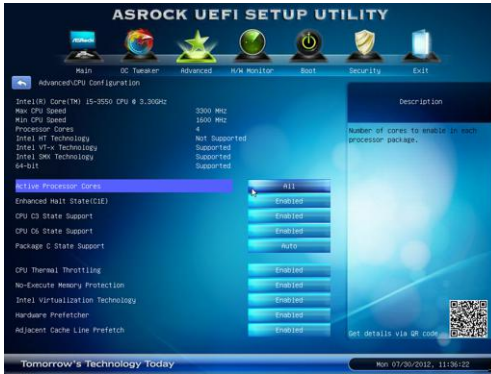 ASROCK UEFI SETUP UTILITY
Main OC Tweaker Advanced H/W Monitor Boot Security Exit
Advanced\CPU Configuration
Description
Intel(R) Core(TM) i5-3550 CPU @ 3.30GHz
Max CPU Speed 3300 MHz
Min CPU Speed 1600 MHz
Processor Cores 4
Intel HT Technology Not Supported
Intel VT-x Technology Supported
Intel SMX Technology Supported
64-bit Supported
Number of cores to enable in each
processor package.
Active Processor Cores All
Enhanced Halt State(C1E) Enabled
CPU C3 State Support Enabled
CPU C6 State Support Enabled
Package C State Support Auto
CPU Thermal Throttling Enabled
No-Execute Memory Protection Enabled
Intel Virtualization Technology Enabled
Hardware Prefetcher Enabled
Adjacent Cache Line Prefetch Enabled
Get details via QR code
Tomorrow's Technology Today
Mon 07/30/2012, 11:36:22